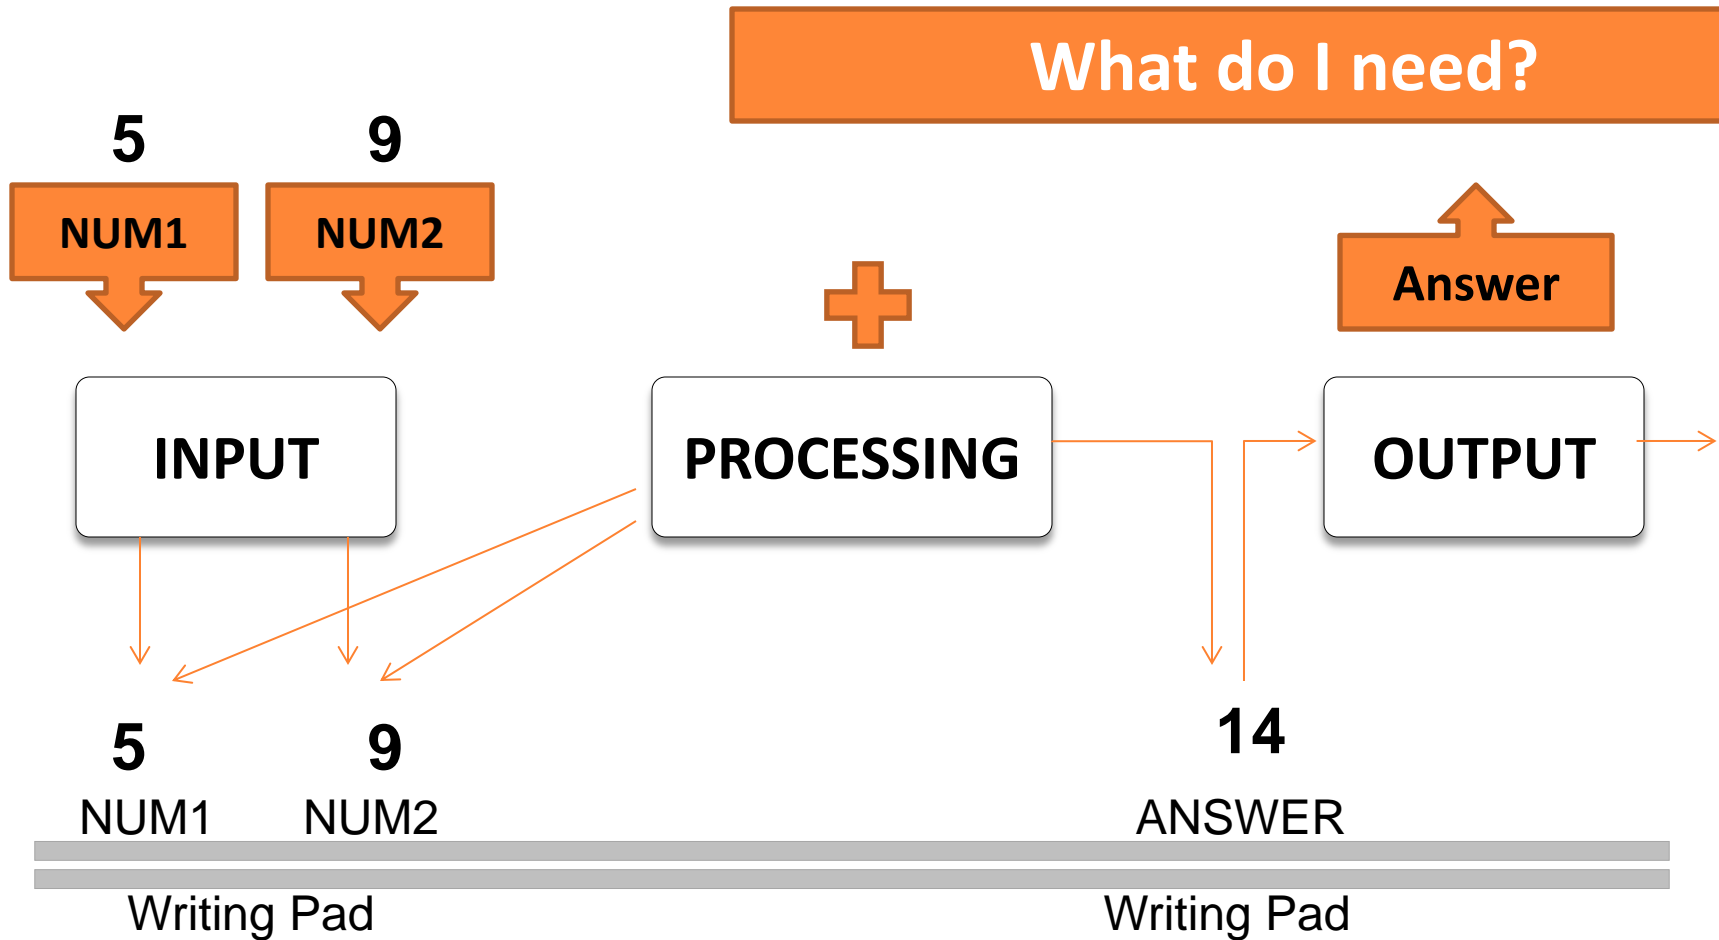 What do I need?
5 9
NUM1 NUM2
Answer
INPUT PROCESSING OUTPUT
5 9 14
NUM1 NUM2 ANSWER
Writing Pad Writing Pad